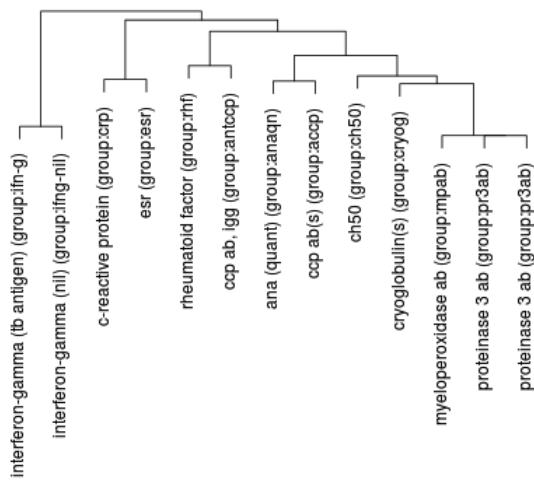 interferon-gamma (tb antigen) (group:ifn-g)
interferon-gamma (nil) (group:ifng-nil)
c-reactive protein (group:crp)
esr (group:esr)
rheumatoid factor (group:rhf)
ccp ab, igg (group:antccp)
ana (quant) (group:anaqn)
ccp ab(s) (group:accp)
ch50 (group:ch50)
cryoglobulin(s) (group:cryog)
myeloperoxidase ab (group:mpab)
proteinase 3 ab (group:pr3ab)
proteinase 3 ab (group:pr3ab)